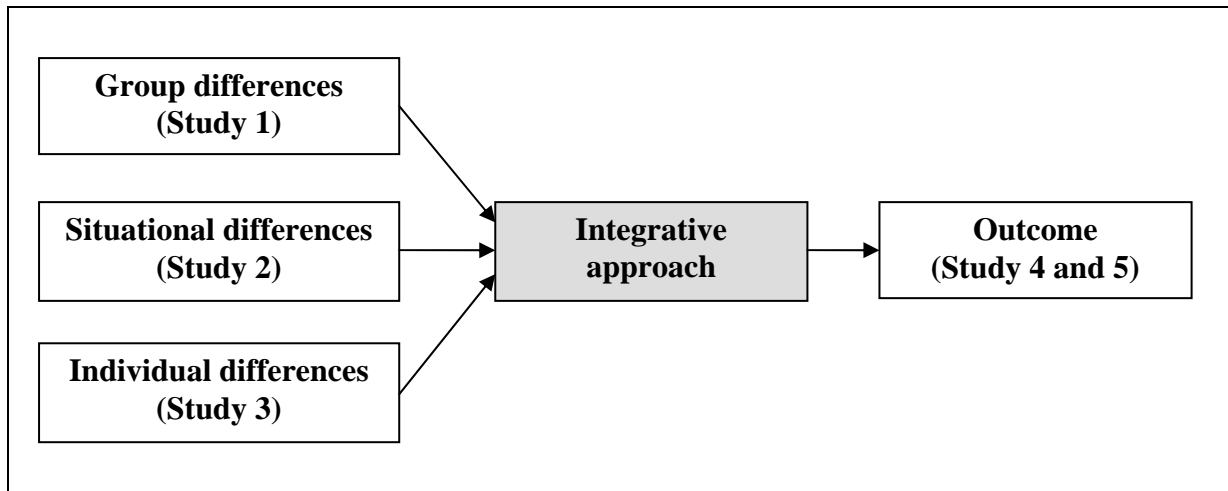 Group differences
(Study 1)
Situational differences
(Study 2)
Individual differences
(Study 3)
Integrative
approach
Outcome
(Study 4 and 5)